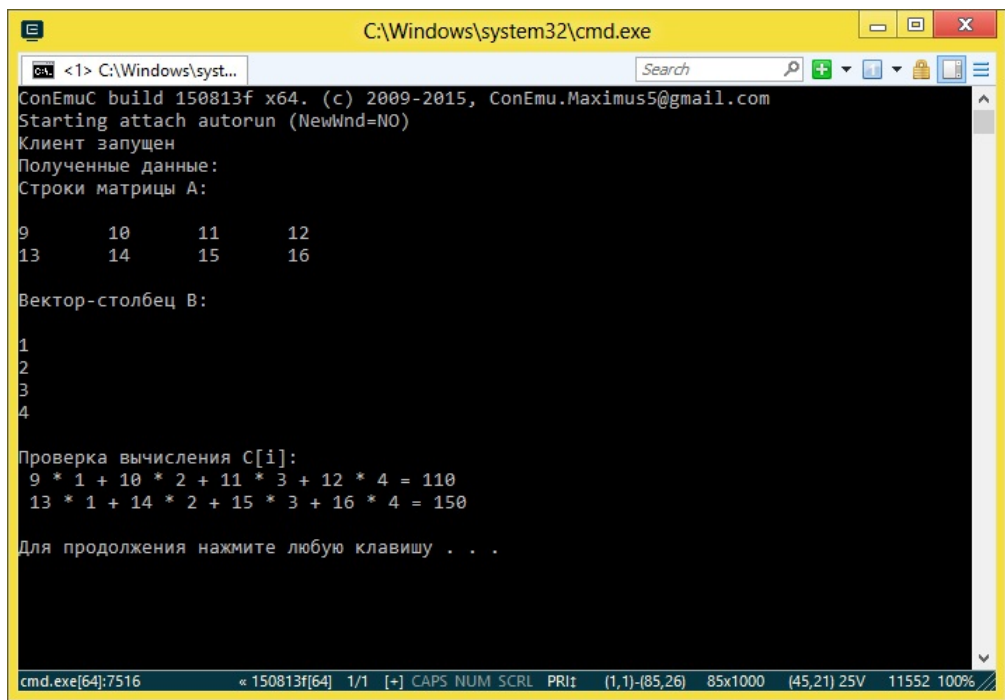 C:\Windows\system32\cmd.exe
<1> C:\Windows\syst...
Search
ConEmuC build 150813f x64. (c) 2009-2015, ConEmu.Maximus5@gmail.com
Starting attach autorun (NewWnd=NO)
Клиент запущен
Полученные данные:
Строки матрицы A:
9 10 11 12
13 14 15 16
Вектор-столбец B:
1
2
3
4
Проверка вычисления C[i]:
9 * 1 + 10 * 2 + 11 * 3 + 12 * 4 = 110
13 * 1 + 14 * 2 + 15 * 3 + 16 * 4 = 150
Для продолжения нажмите любую клавишу . . .
cmd.exe[64]:7516 « 150813f[64] 1/1 [+] CAPS NUM SCRL PRI↕ (1,1)-(85,26) 85x1000 (45,21) 25V 11552 100%